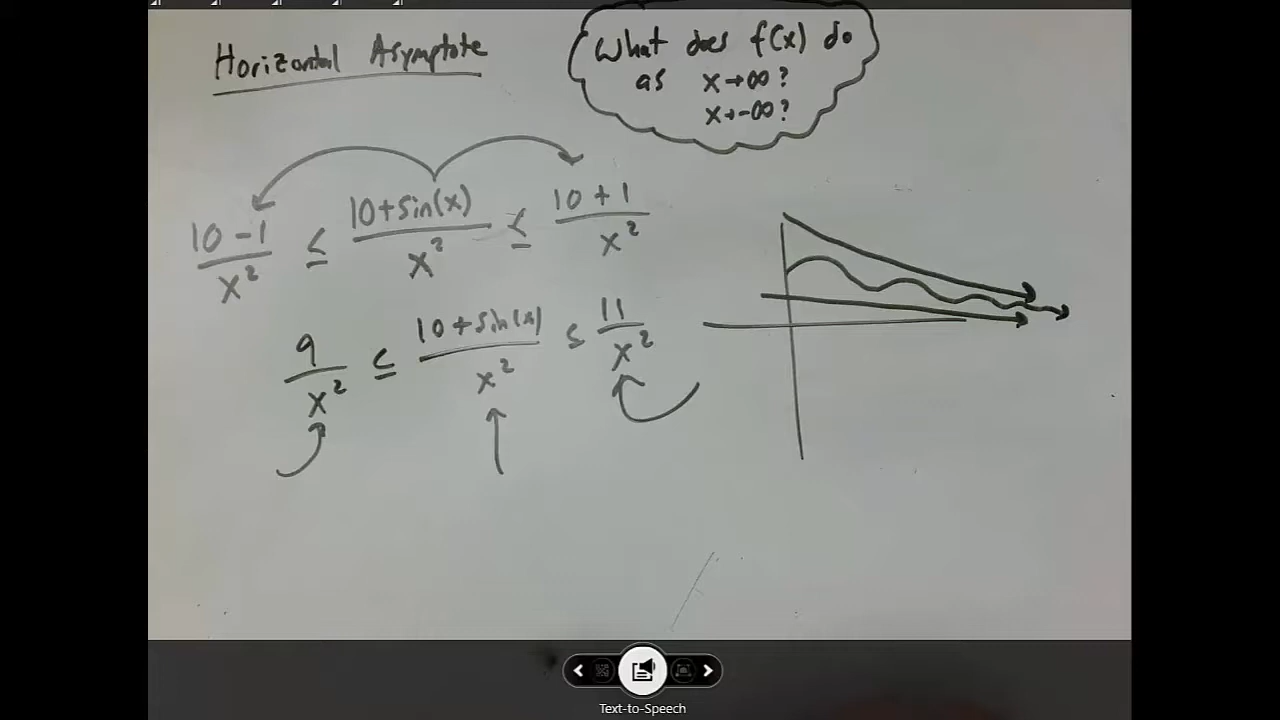 Horizontal Asymptote
What does f(x) do
as x→∞?
x→-∞?
10-1/x² ≤ 10+sin(x)/x² ≤ 10+1/x²
9/x² ≤ 10+sin(x)/x² ≤ 11/x²
Text-to-Speech